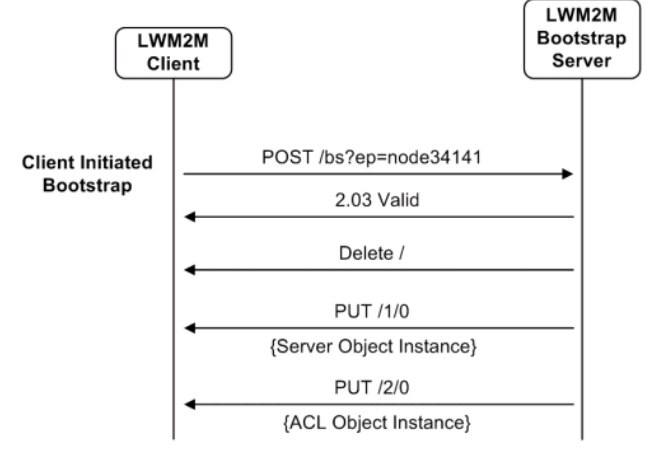 LWM2M
Client
LWM2M
Bootstrap
Server
Client Initiated
Bootstrap
POST /bs?ep=node34141
2.03 Valid
Delete /
PUT /1/0
{Server Object Instance}
PUT /2/0
{ACL Object Instance}